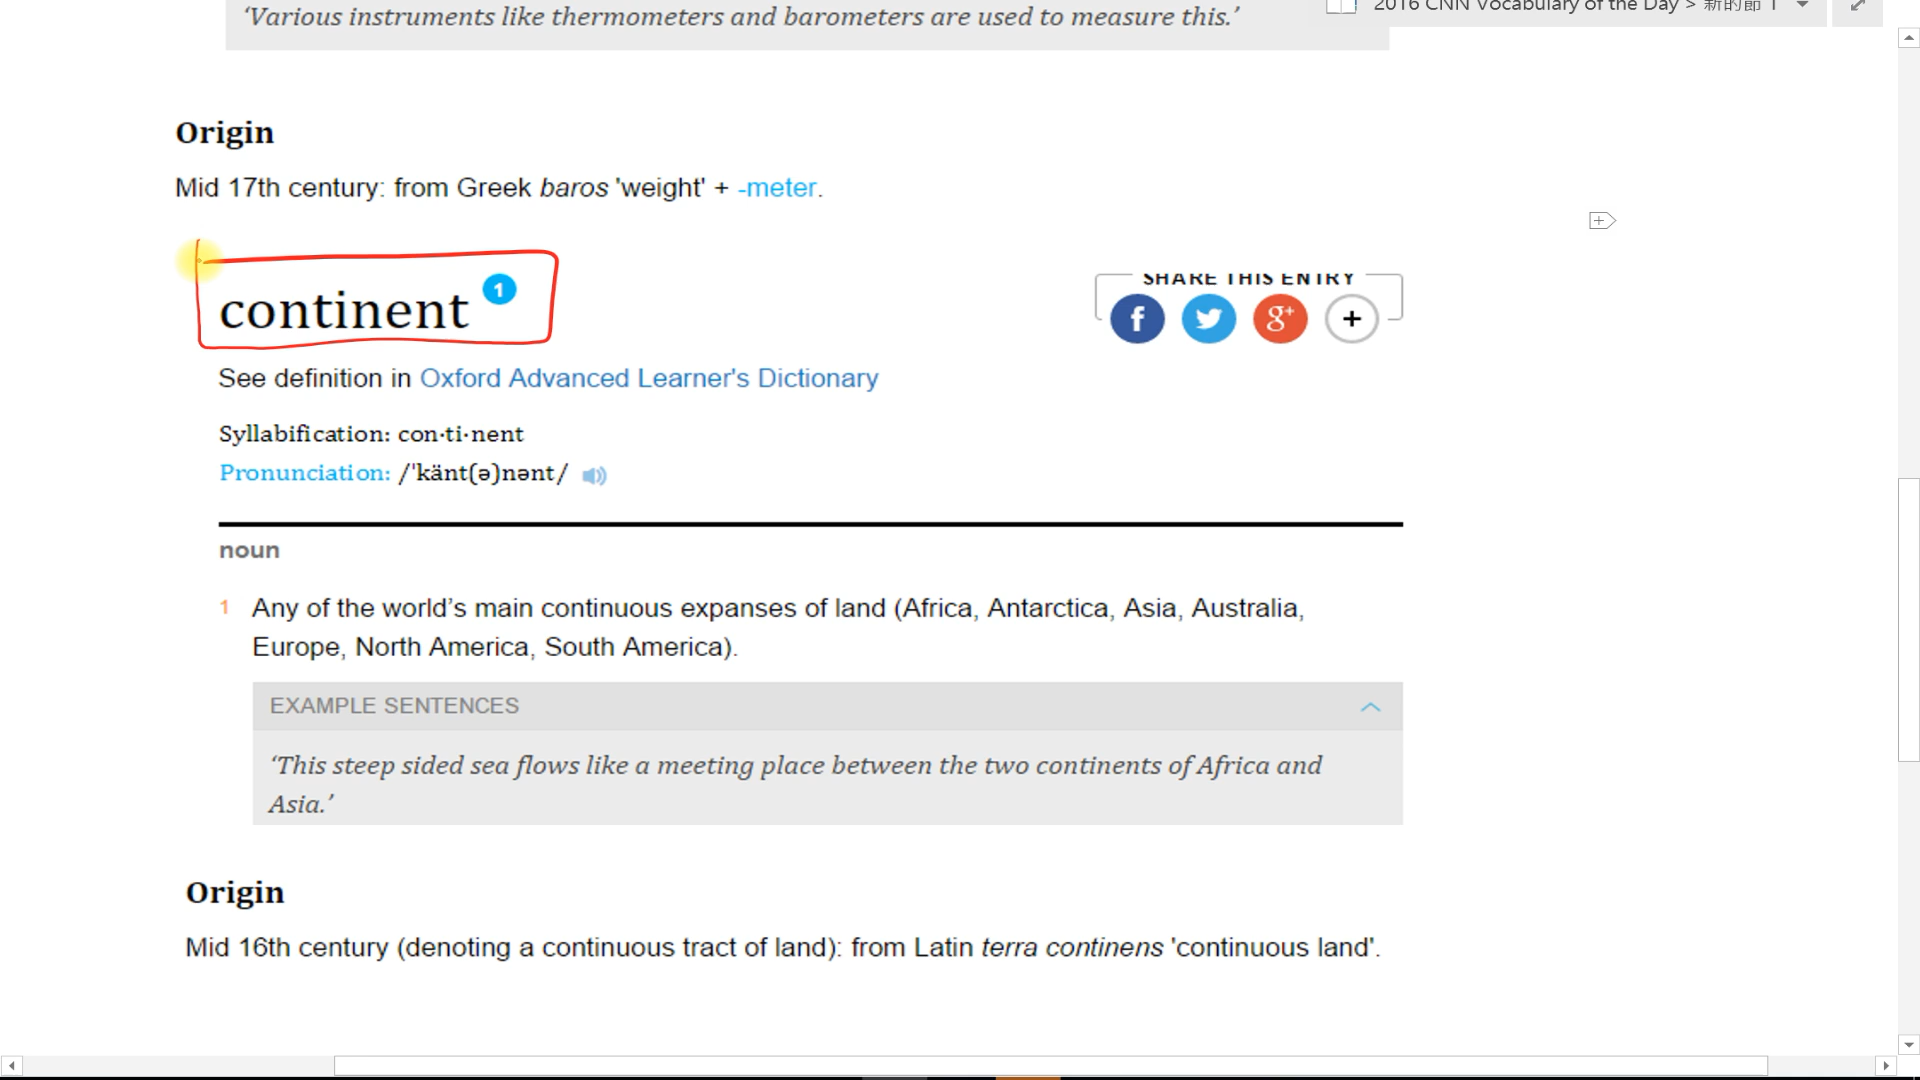 ‘Various instruments like thermometers and barometers are used to measure this.’
2016 CNN Vocabulary of the Day > 新的節 1
Origin
Mid 17th century: from Greek baros 'weight' + -meter.
continent 1
SHARE THIS ENTRY
f g+ +
See definition in Oxford Advanced Learner's Dictionary
Syllabification: con·ti·nent
Pronunciation: /ˈkänt(ə)nənt/
noun
1 Any of the world’s main continuous expanses of land (Africa, Antarctica, Asia, Australia,
Europe, North America, South America).
EXAMPLE SENTENCES
‘This steep sided sea flows like a meeting place between the two continents of Africa and
Asia.’
Origin
Mid 16th century (denoting a continuous tract of land): from Latin terra continens 'continuous land'.